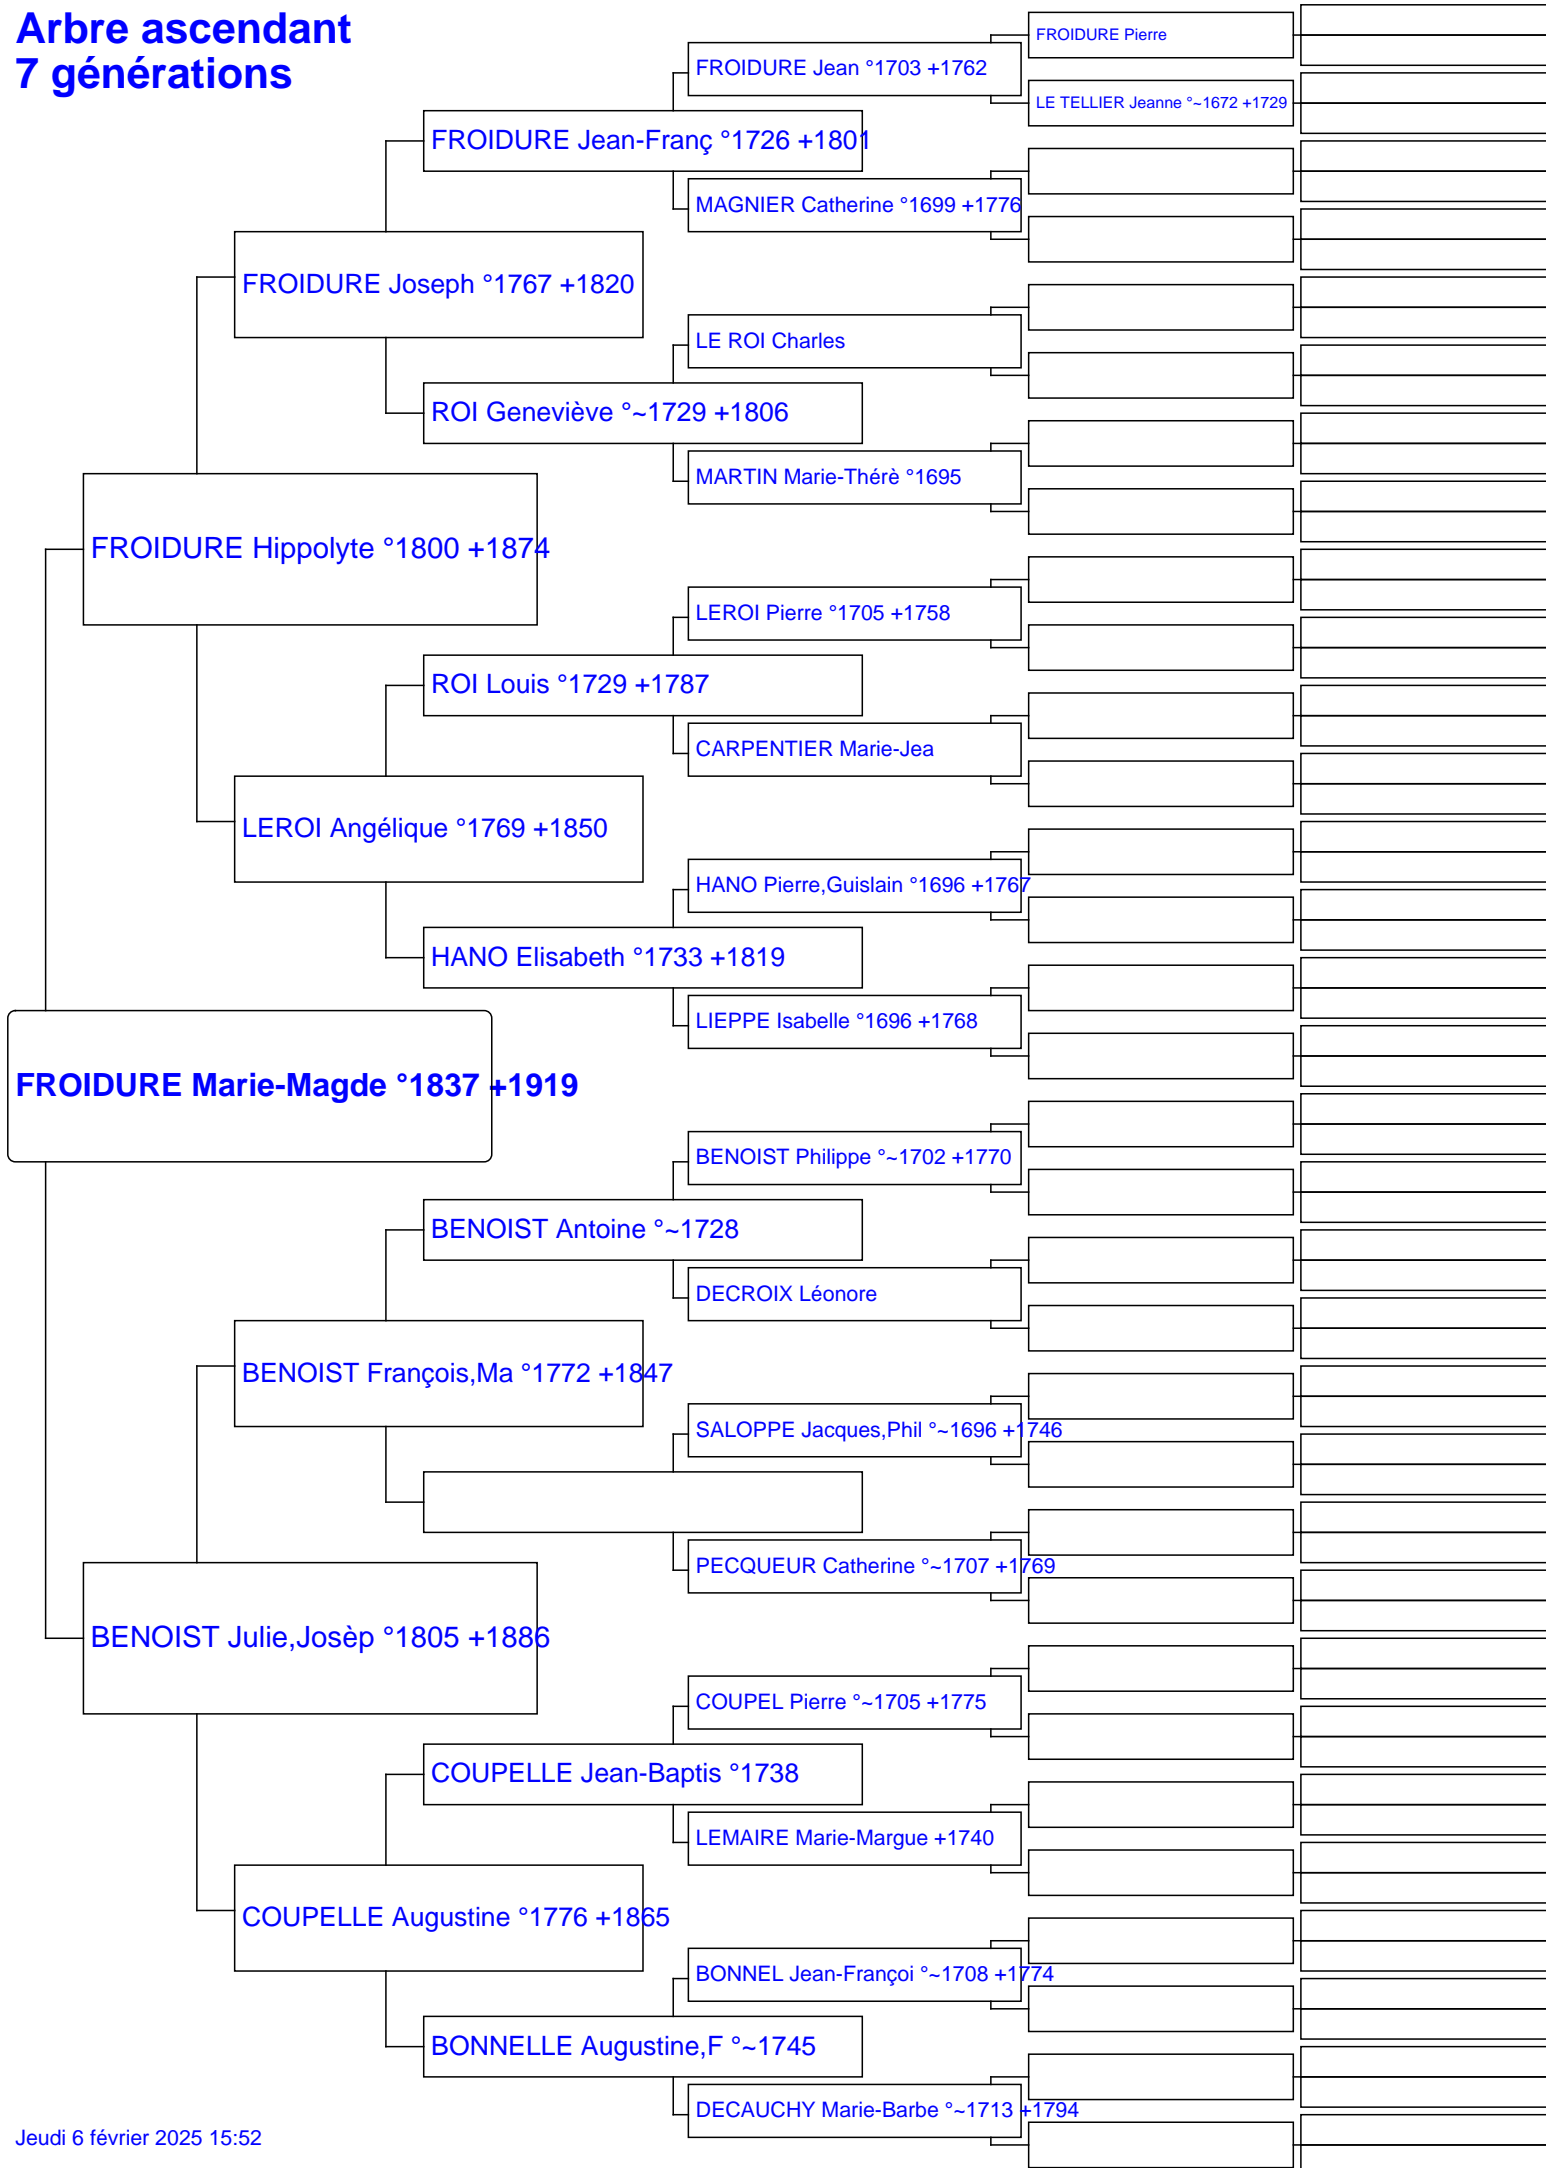 Arbre ascendant
7 générations
FROIDURE Pierre
FROIDURE Jean °1703 +1762
LE TELLIER Jeanne °~1672 +1729
FROIDURE Jean-Franç °1726 +1801
MAGNIER Catherine °1699 +1776
FROIDURE Joseph °1767 +1820
LE ROI Charles
ROI Geneviève °~1729 +1806
MARTIN Marie-Thérè °1695
FROIDURE Hippolyte °1800 +1874
LEROI Pierre °1705 +1758
ROI Louis °1729 +1787
CARPENTIER Marie-Jea
LEROI Angélique °1769 +1850
HANO Pierre,Guislain °1696 +1767
HANO Elisabeth °1733 +1819
LIEPPE Isabelle °1696 +1768
FROIDURE Marie-Magde °1837 +1919
BENOIST Philippe °~1702 +1770
BENOIST Antoine °~1728
DECROIX Léonore
BENOIST François,Ma °1772 +1847
SALOPPE Jacques,Phil °~1696 +1746
PECQUEUR Catherine °~1707 +1769
BENOIST Julie,Josèp °1805 +1886
COUPEL Pierre °~1705 +1775
COUPELLE Jean-Baptis °1738
LEMAIRE Marie-Margue +1740
COUPELLE Augustine °1776 +1865
BONNEL Jean-Françoi °~1708 +1774
BONNELLE Augustine,F °~1745
DECAUCHY Marie-Barbe °~1713 +1794
Jeudi 6 février 2025 15:52